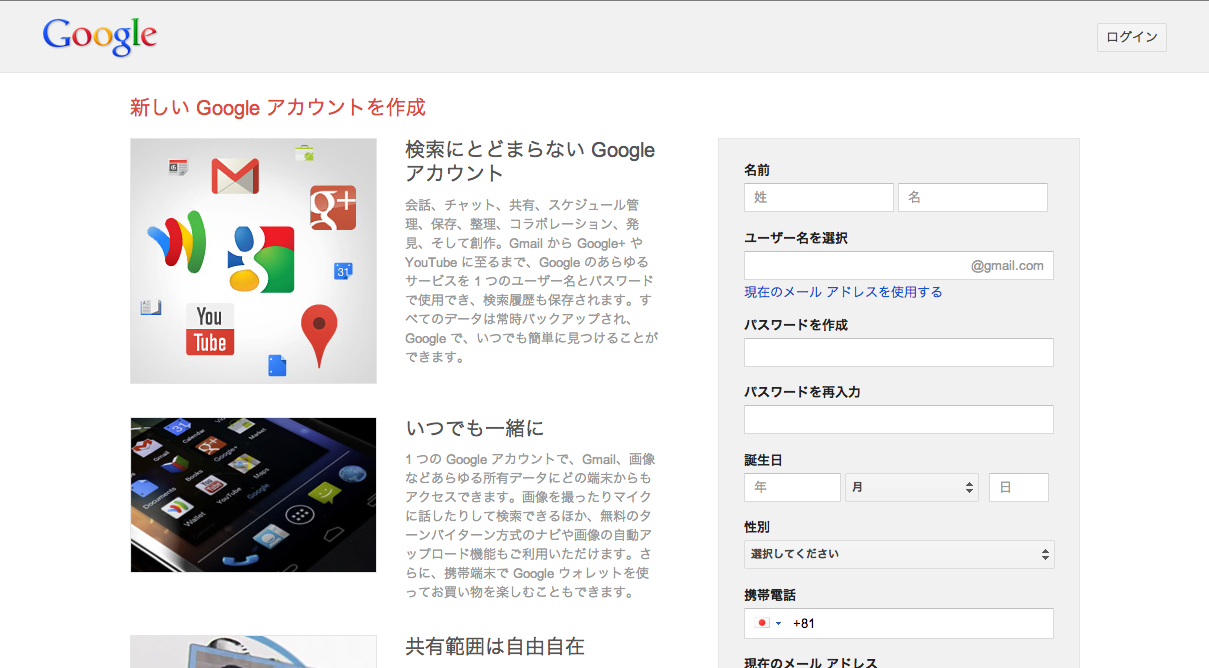 Google
ログイン
新しい Google アカウントを作成
You
Tube
g+
31
検索にとどまらない Google
アカウント
会話、チャット、共有、スケジュール管
理、保存、整理、コラボレーション、発
見、そして創作。Gmail から Google+ や
YouTube に至るまで、Google のあらゆる
サービスを 1 つのユーザー名とパスワード
で使用でき、検索履歴も保存されます。す
べてのデータは常時バックアップされ、
Google で、いつでも簡単に見つけることが
できます。
31
Calendar
Market
Gmail
Google+
Books
Maps
Documents
YouTube
Google
Wallet
いつでも一緒に
1 つの Google アカウントで、Gmail、画像
などあらゆる所有データにどの端末からも
アクセスできます。画像を撮ったりマイク
に話したりして検索できるほか、無料のタ
ーンバイターン方式のナビや画像の自動ア
ップロード機能もご利用いただけます。さ
らに、携帯端末で Google ウォレットを使
ってお買い物を楽しむこともできます。
共有範囲は自由自在
名前
姓 名
ユーザー名を選択
@gmail.com
現在のメール アドレスを使用する
パスワードを作成
パスワードを再入力
誕生日
年 月 日
性別
選択してください
携帯電話
+81
現在のメール アドレス